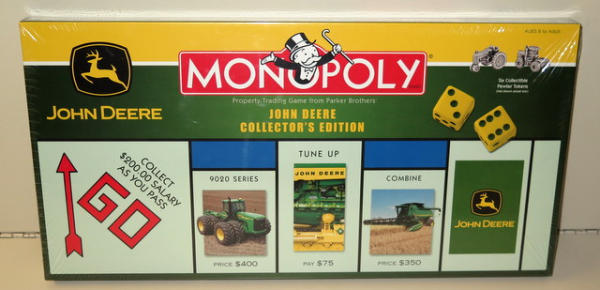 AGES 8 TO ADULT
MONOPOLY
Property Trading Game from Parker Brothers
JOHN DEERE
COLLECTOR'S EDITION
JOHN DEERE
Six Collectible
Pewter Tokens
COLLECT
$200.00 SALARY
AS YOU PASS
GO
9020 SERIES
PRICE $400
TUNE UP
JOHN DEERE
PAY $75
COMBINE
PRICE $350
JOHN DEERE